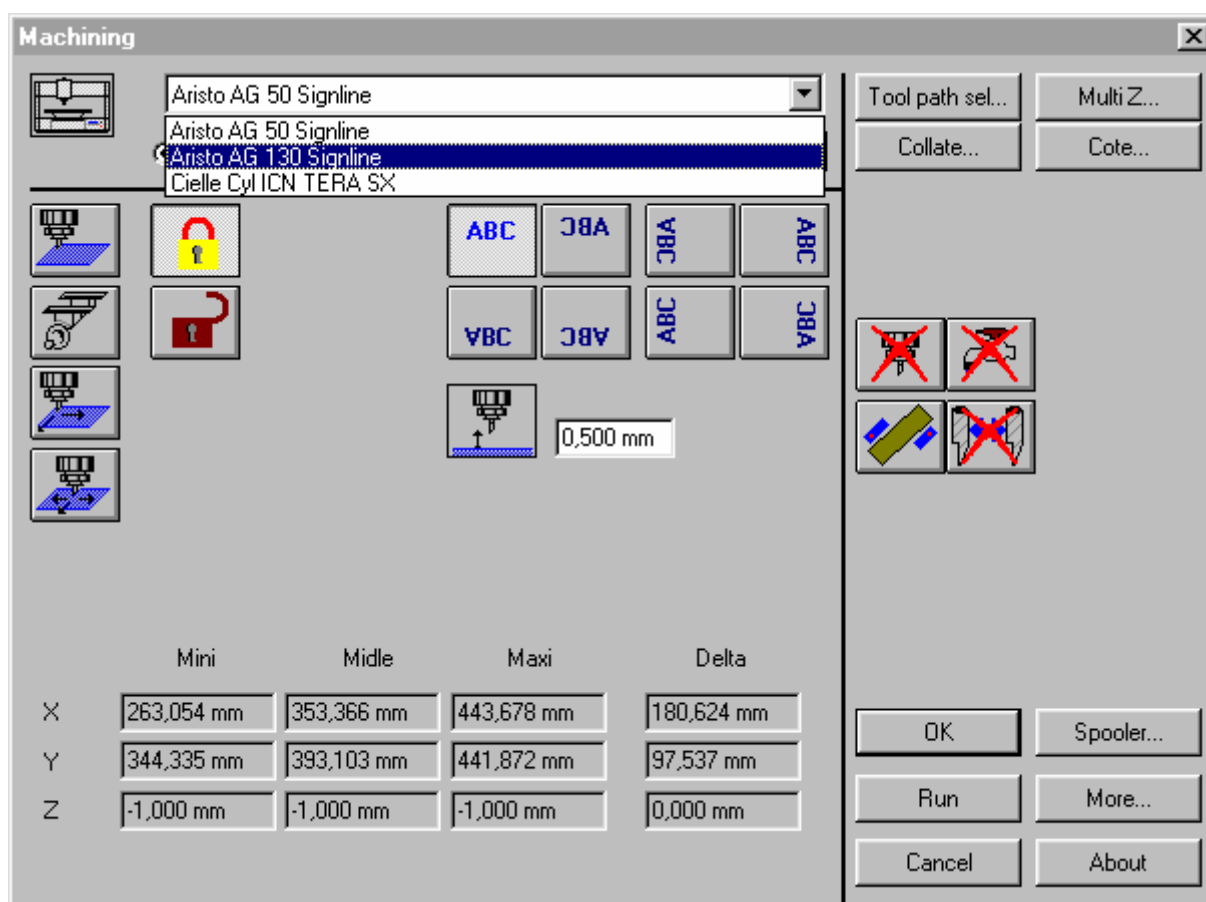 Machining
Aristo AG 50 Signline
Aristo AG 50 Signline
Aristo AG 130 Signline
Cielle Cyl ICN TERA SX
Tool path sel...
Multi Z...
Collate...
Cote...
ABC
ABC
ABC
ABC
ABC
ABC
ABC
ABC
0,500 mm
Mini Midle Maxi Delta
X 263,054 mm 353,366 mm 443,678 mm 180,624 mm
Y 344,335 mm 393,103 mm 441,872 mm 97,537 mm
Z -1,000 mm -1,000 mm -1,000 mm 0,000 mm
OK
Spooler...
Run
More...
Cancel
About